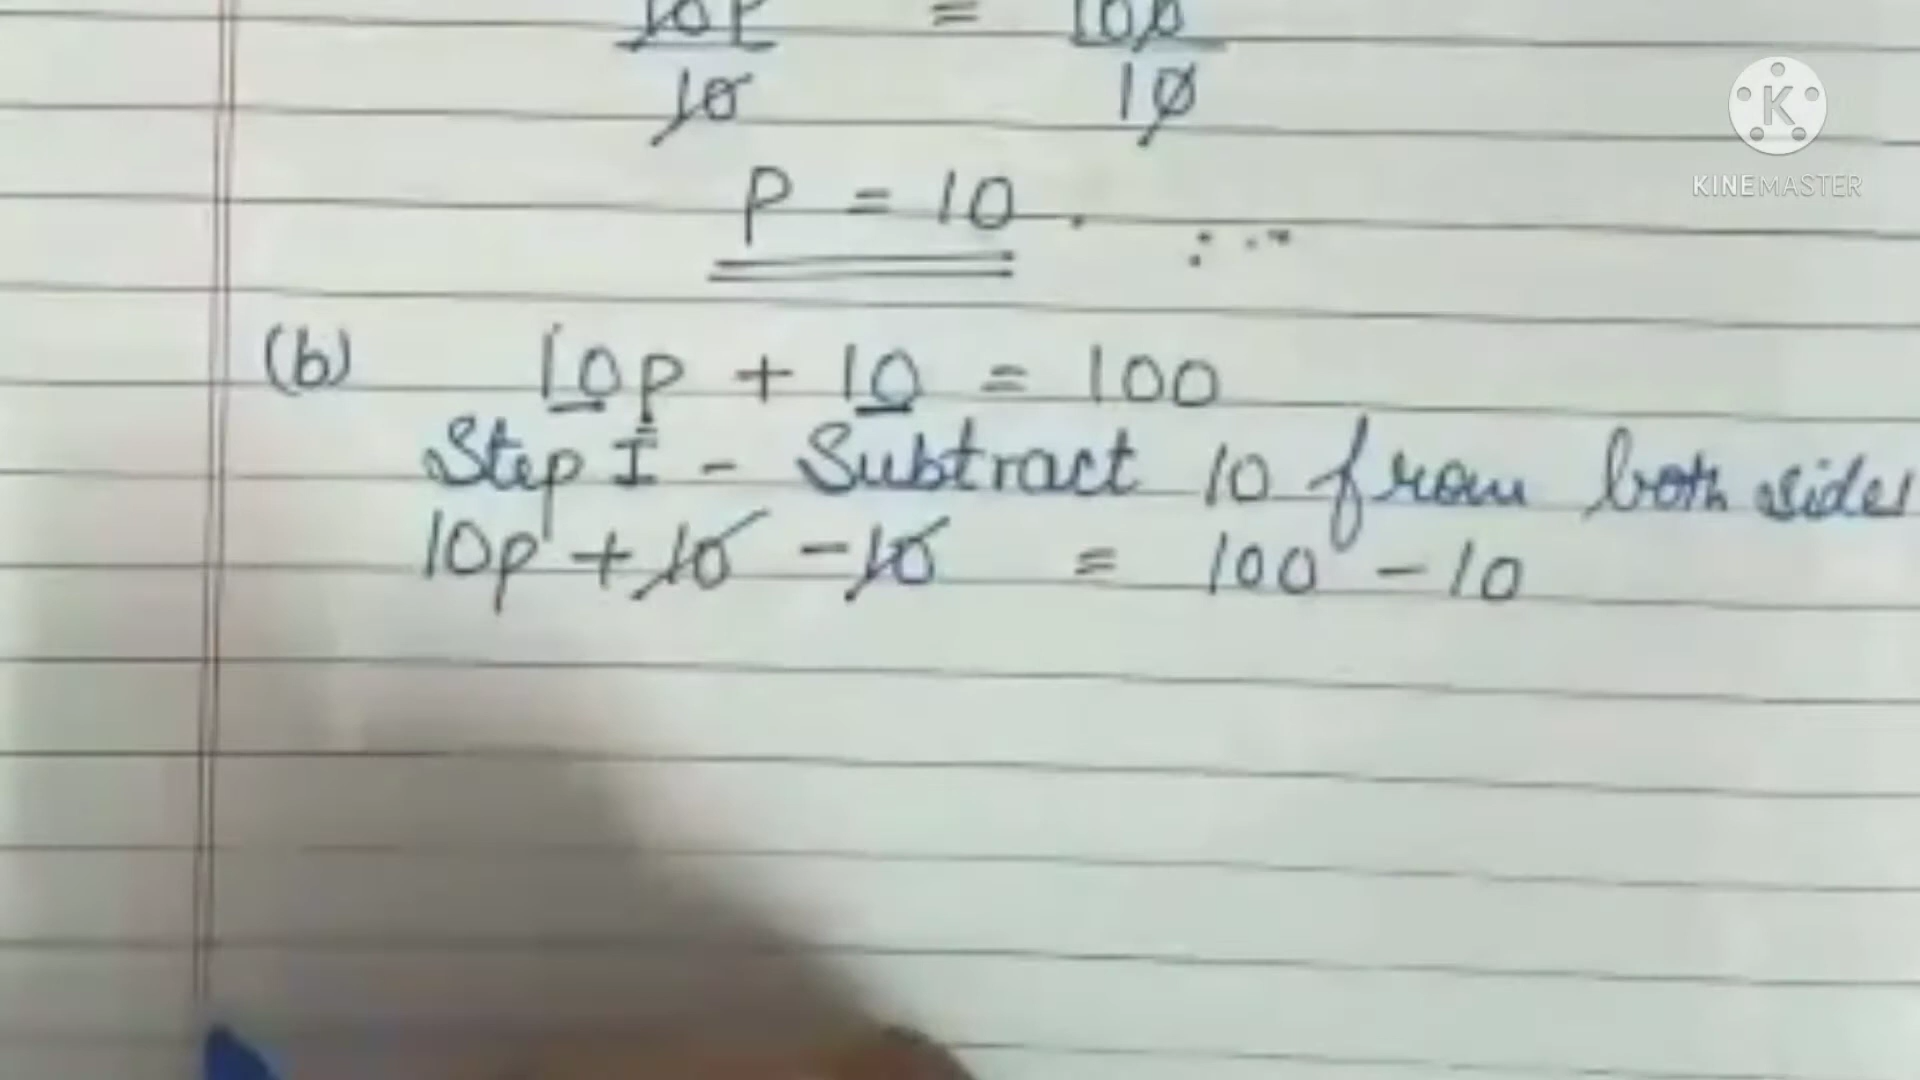 10p = 100
10 10
P = 10.
(b) 10p + 10 = 100
Step I - Subtract 10 from both sides
10p + 10 - 10 = 100 - 10
K
KINEMASTER